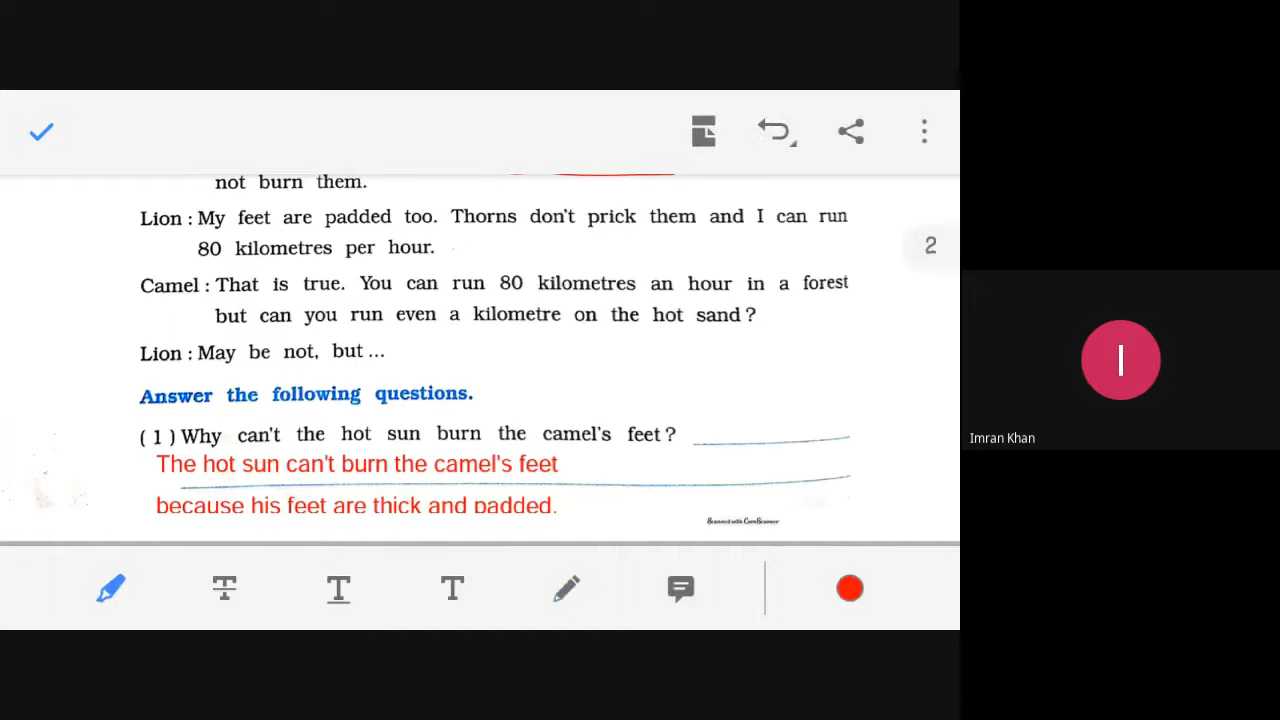 not burn them.
Lion : My feet are padded too. Thorns don't prick them and I can run
80 kilometres per hour.
2
Camel : That is true. You can run 80 kilometres an hour in a forest
but can you run even a kilometre on the hot sand ?
Lion : May be not, but ...
Answer the following questions.
( 1 ) Why can't the hot sun burn the camel's feet ?
The hot sun can't burn the camel's feet
because his feet are thick and padded.
Scanned with CamScanner
I
Imran Khan